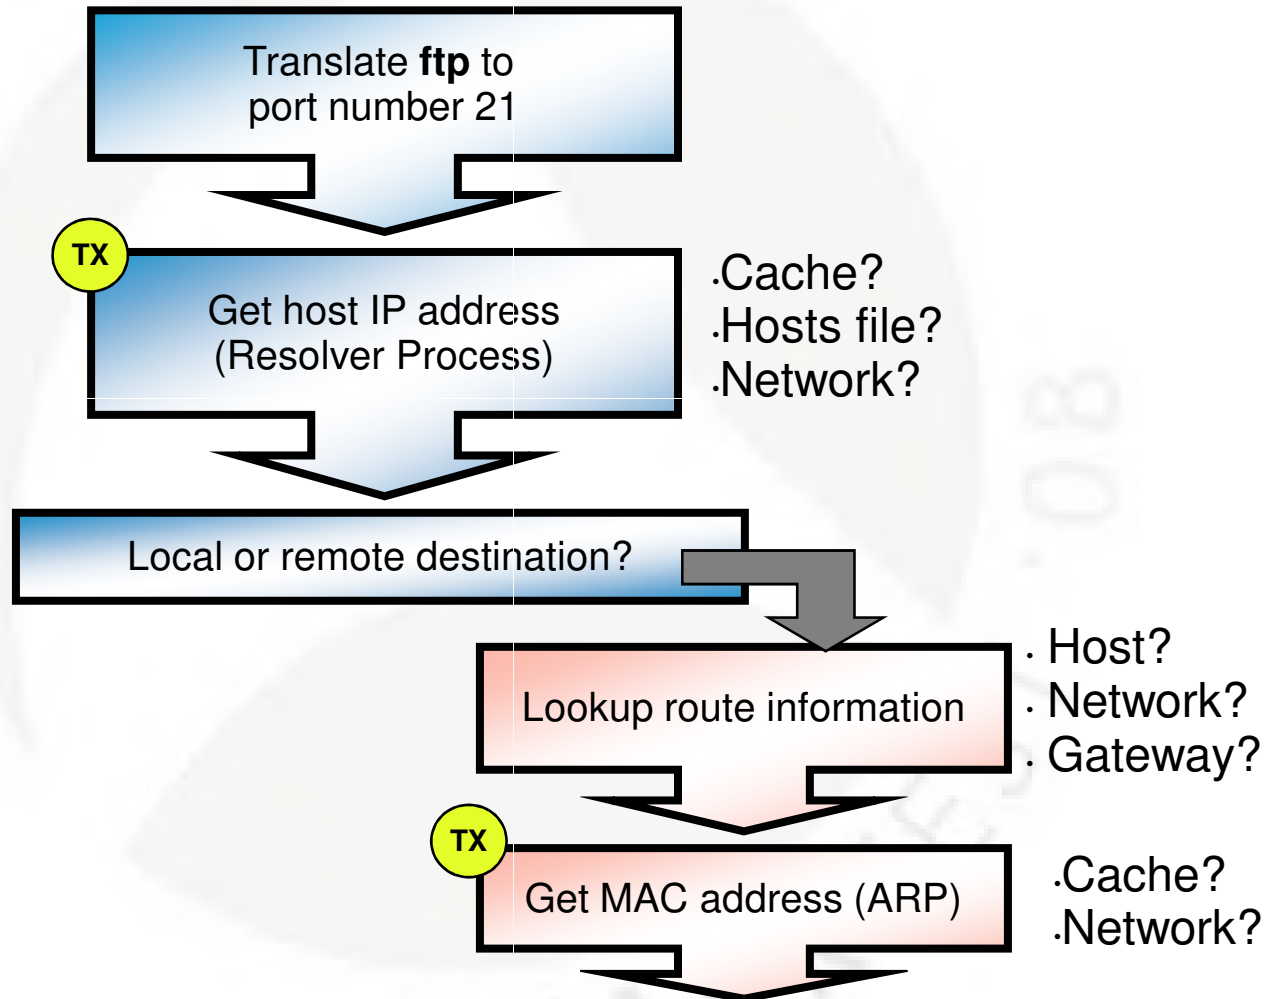 Translate ftp to
port number 21
TX
Get host IP address
(Resolver Process)
.Cache?
.Hosts file?
.Network?
Local or remote destination?
Lookup route information
. Host?
. Network?
. Gateway?
TX
Get MAC address (ARP)
.Cache?
.Network?